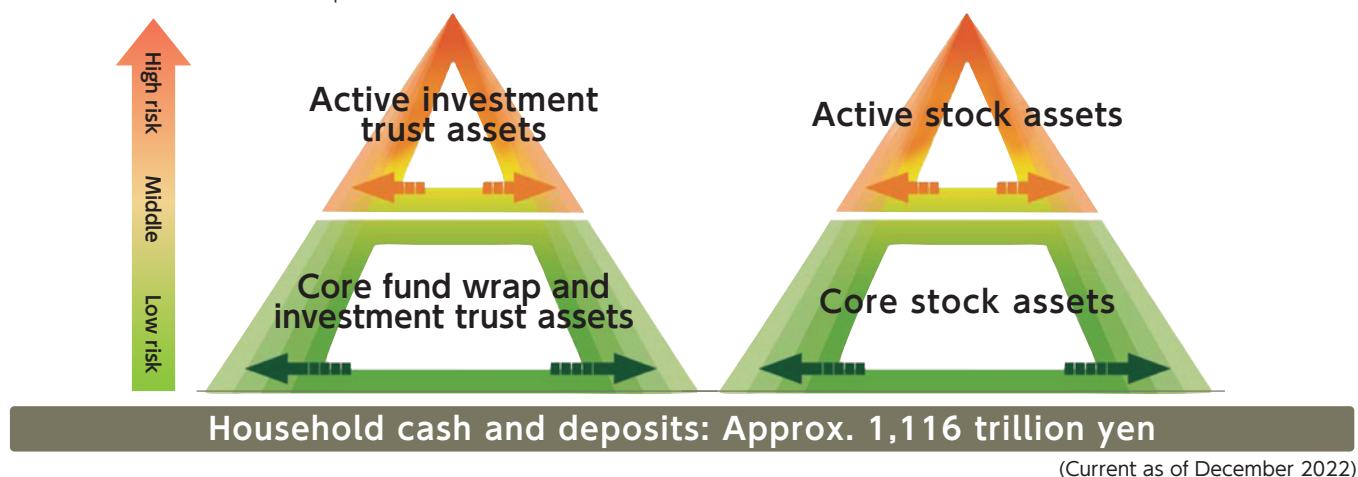 High risk
Middle
Low risk
Active investment
trust assets
Active stock assets
Core fund wrap and
investment trust assets
Core stock assets
Household cash and deposits: Approx. 1,116 trillion yen
(Current as of December 2022)